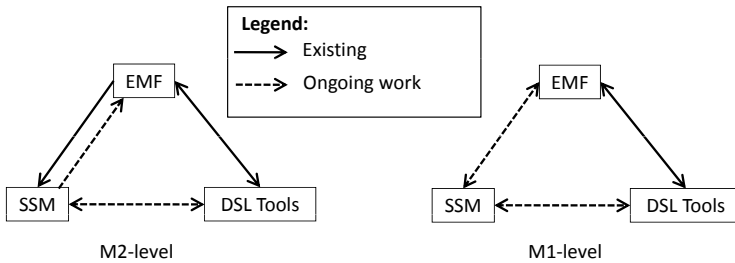 Legend:
Existing
Ongoing work
EMF
SSM
DSL Tools
M2-level
EMF
SSM
DSL Tools
M1-level